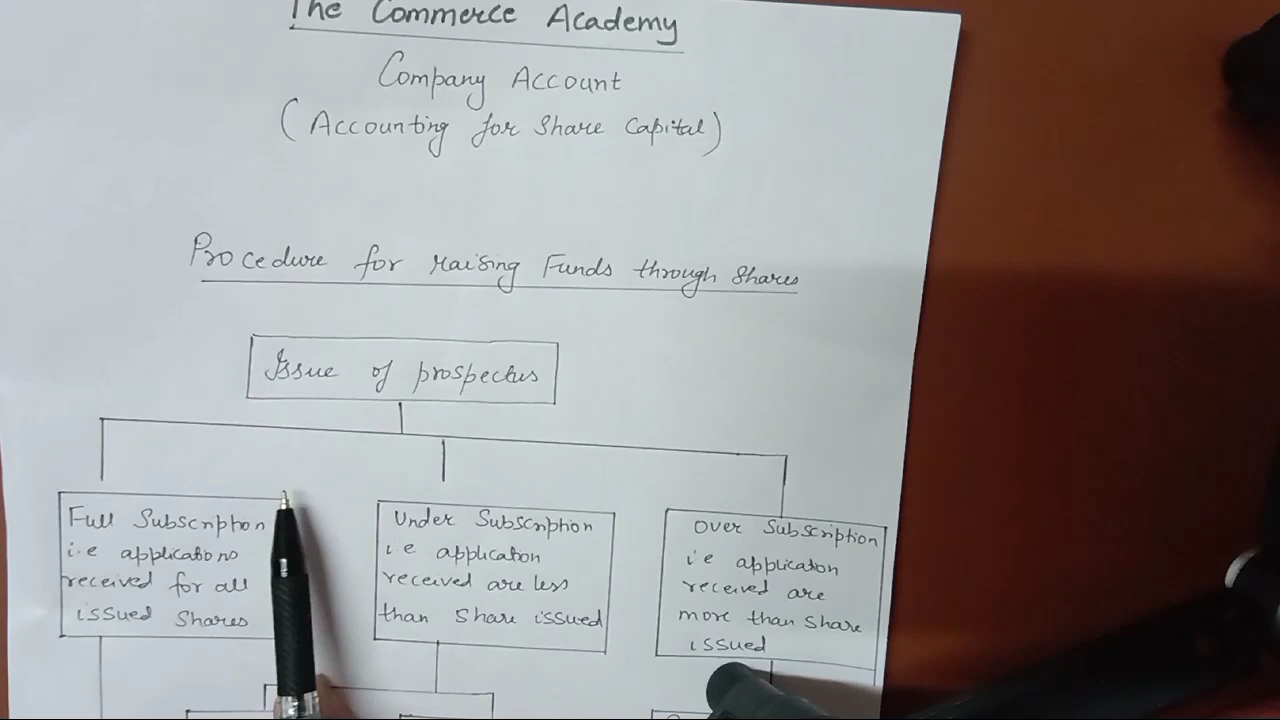 The Commerce Academy
Company Account
(Accounting for Share Capital)
Procedure for raising Funds through Shares
Issue of prospectus
Full Subscription
i.e applications
received for all
issued Shares
Under Subscription
i e application
received are less
than Share issued
Over Subscription
i e application
received are
more than Share
issued